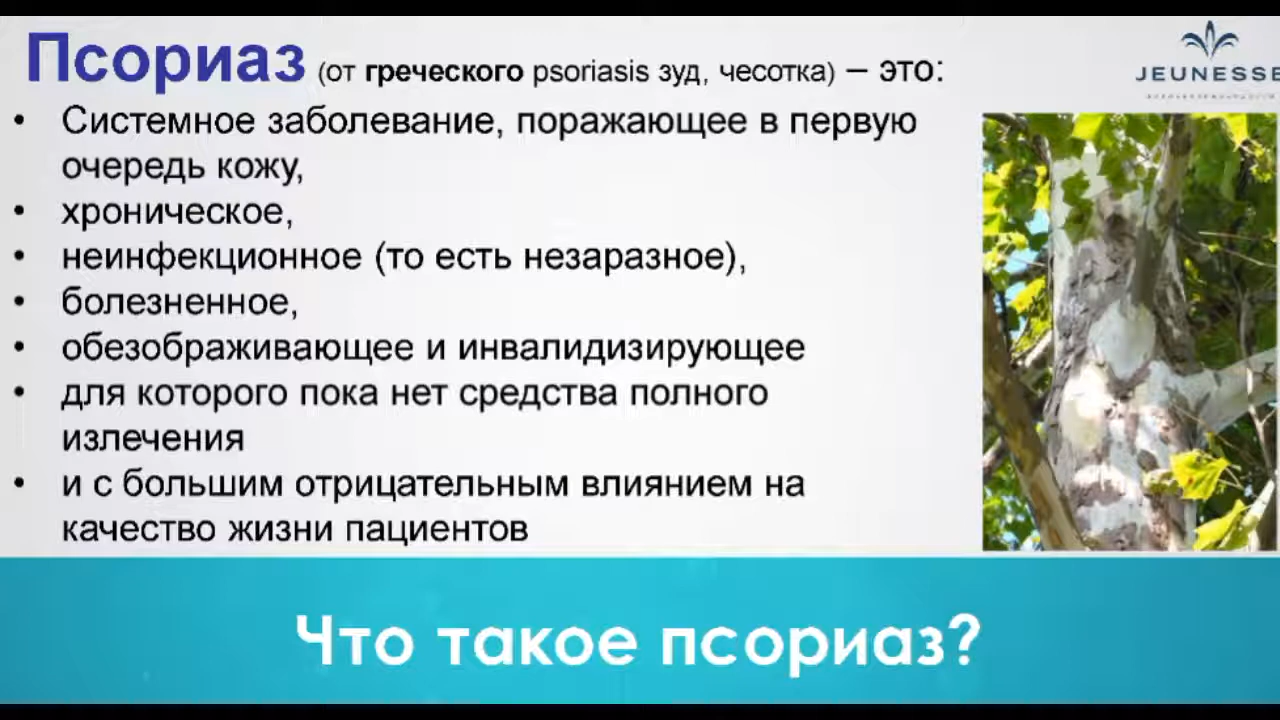 Псориаз (от греческого psoriasis зуд, чесотка) – это:
JEUNESSE
• Системное заболевание, поражающее в первую
очередь кожу,
• хроническое,
• неинфекционное (то есть незаразное),
• болезненное,
• обезображивающее и инвалидизирующее
• для которого пока нет средства полного
излечения
• и с большим отрицательным влиянием на
качество жизни пациентов
Что такое псориаз?